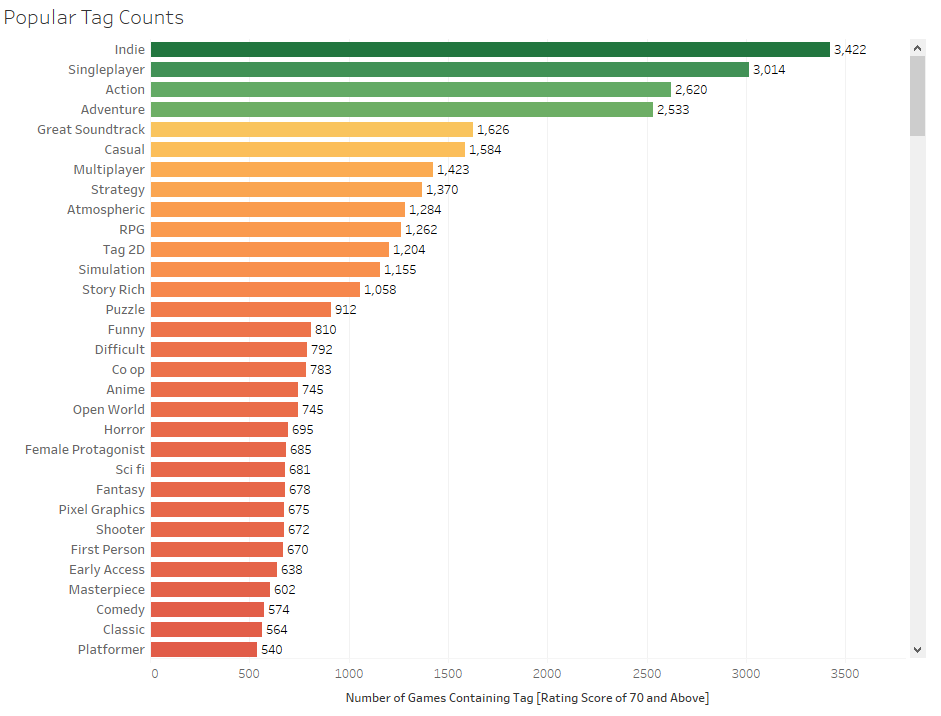 Popular Tag Counts
Indie 3,422
Singleplayer 3,014
Action 2,620
Adventure 2,533
Great Soundtrack 1,626
Casual 1,584
Multiplayer 1,423
Strategy 1,370
Atmospheric 1,284
RPG 1,262
Tag 2D 1,204
Simulation 1,155
Story Rich 1,058
Puzzle 912
Funny 810
Difficult 792
Co op 783
Anime 745
Open World 745
Horror 695
Female Protagonist 685
Sci fi 681
Fantasy 678
Pixel Graphics 675
Shooter 672
First Person 670
Early Access 638
Masterpiece 602
Comedy 574
Classic 564
Platformer 540
0 500 1000 1500 2000 2500 3000 3500
Number of Games Containing Tag [Rating Score of 70 and Above]